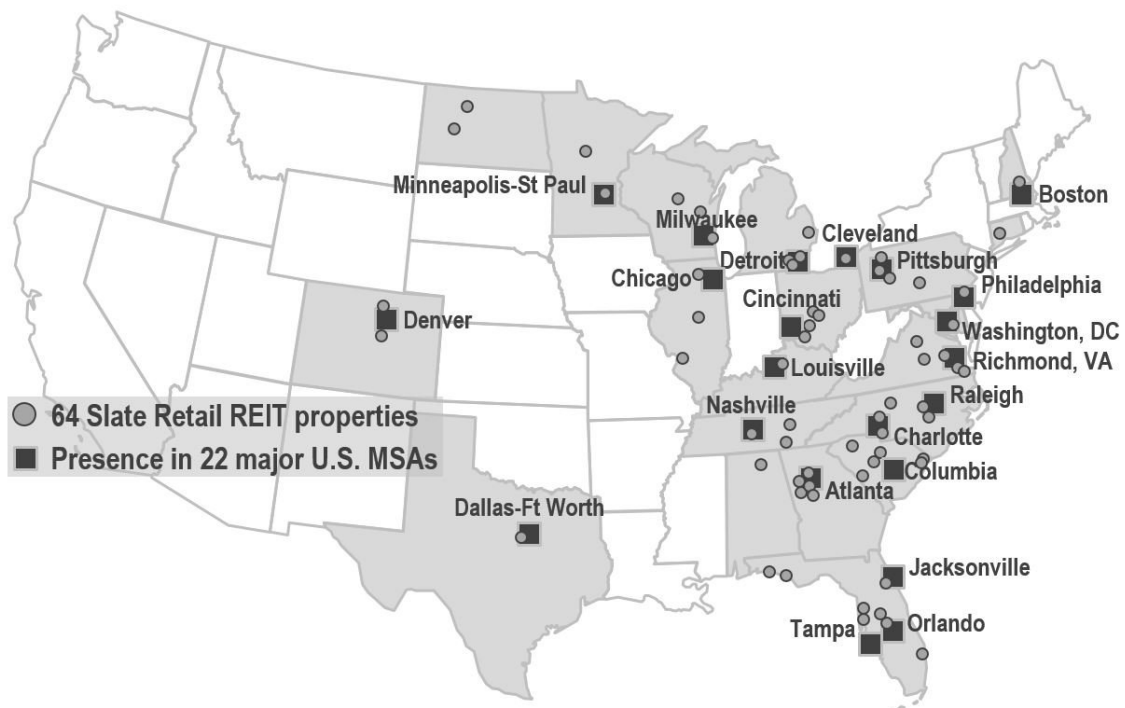 Minneapolis-St Paul
Boston
Milwaukee
Cleveland
Detroit
Pittsburgh
Chicago
Philadelphia
Cincinnati
Denver
Washington, DC
Richmond, VA
Louisville
Raleigh
Nashville
64 Slate Retail REIT properties
Charlotte
Presence in 22 major U.S. MSAs
Columbia
Atlanta
Dallas-Ft Worth
Jacksonville
Orlando
Tampa